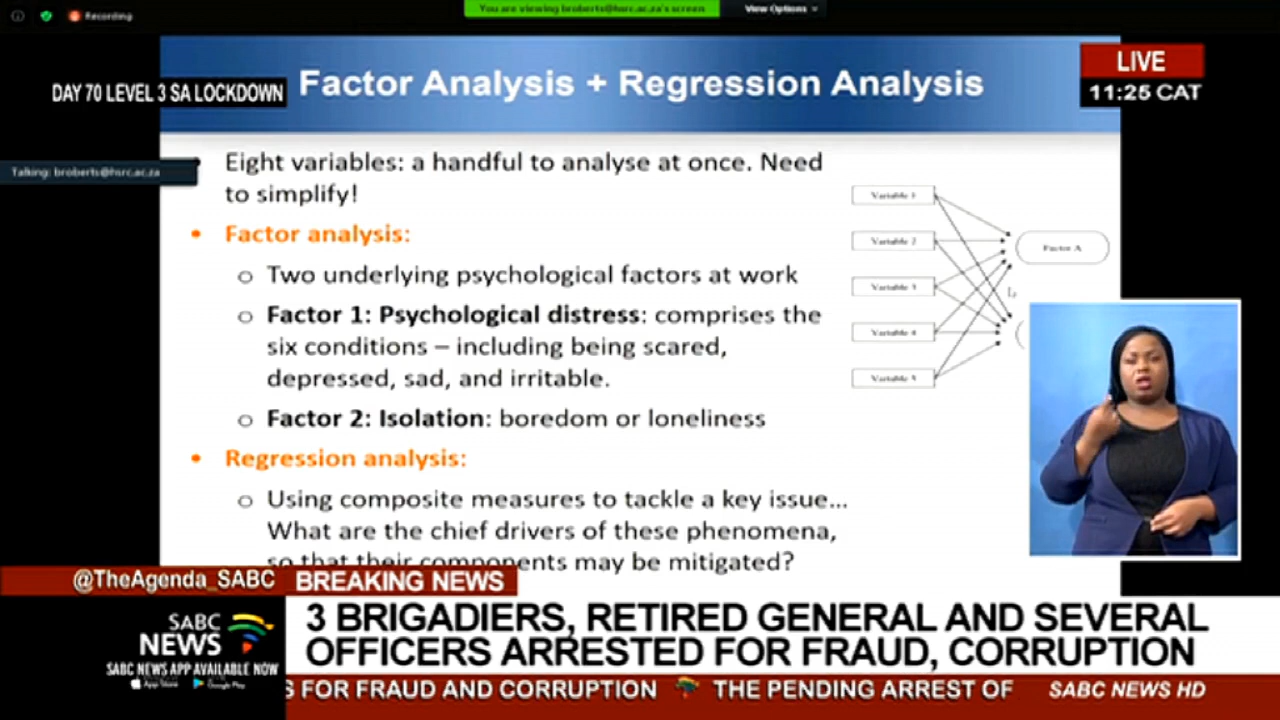 Recording
You are viewing broberts@hsrc.ac.za's screen
View Options
DAY 70 LEVEL 3 SA LOCKDOWN
Factor Analysis + Regression Analysis
LIVE
11:25 CAT
Talking: broberts@hsrc.ac.za
Eight variables: a handful to analyse at once. Need
to simplify!
• Factor analysis:
o Two underlying psychological factors at work
o Factor 1: Psychological distress: comprises the
six conditions – including being scared,
depressed, sad, and irritable.
o Factor 2: Isolation: boredom or loneliness
• Regression analysis:
o Using composite measures to tackle a key issue...
What are the chief drivers of these phenomena,
so that their components may be mitigated?
Variable 1
Variable 2
Variable 3
Variable 4
Variable 5
Factor A
@TheAgenda_SABC
BREAKING NEWS
SABC
NEWS
SABC NEWS APP AVAILABLE NOW
App Store
Google Play
3 BRIGADIERS, RETIRED GENERAL AND SEVERAL
OFFICERS ARRESTED FOR FRAUD, CORRUPTION
S FOR FRAUD AND CORRUPTION
THE PENDING ARREST OF
SABC NEWS HD